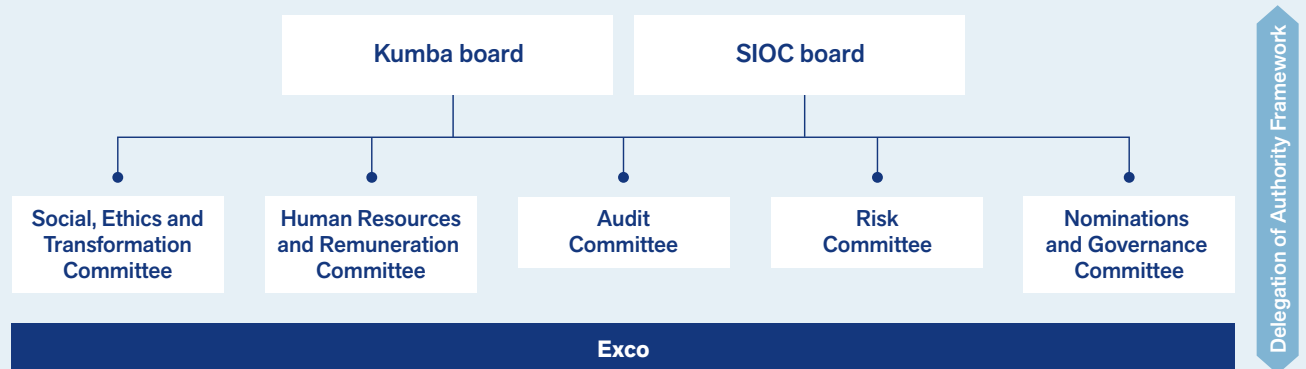 Kumba board
SIOC board
Social, Ethics and
Transformation
Committee
Human Resources
and Remuneration
Committee
Audit
Committee
Risk
Committee
Nominations
and Governance
Committee
Exco
Delegation of Authority Framework